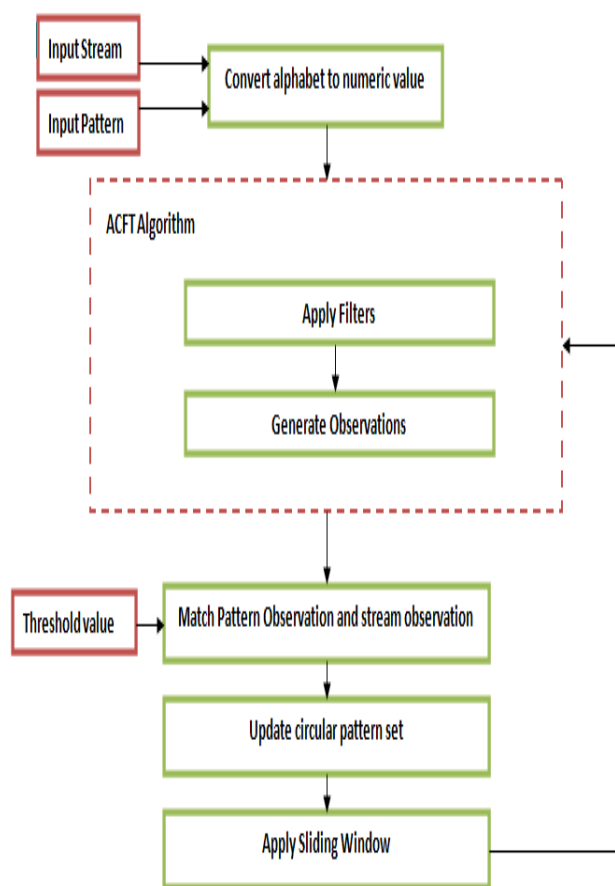 Input Stream
Convert alphabet to numeric value
Input Pattern
ACFT Algorithm
Apply Filters
Generate Observations
Threshold value
Match Pattern Observation and stream observation
Update circular pattern set
Apply Sliding Window